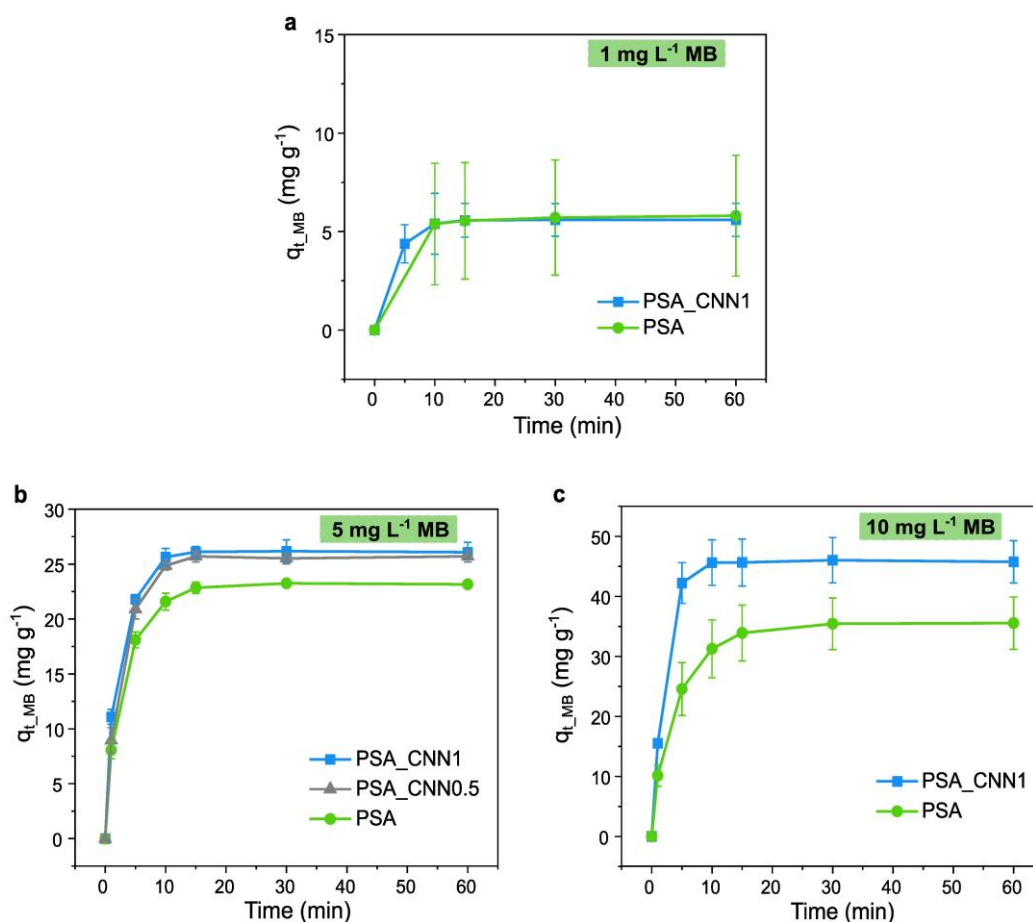 a
1 mg L⁻¹ MB
15
10
5
0
q_t_MB (mg g⁻¹)
PSA_CNN1
PSA
0 10 20 30 40 50 60
Time (min)
b
5 mg L⁻¹ MB
30
25
20
15
10
5
0
q_t_MB (mg g⁻¹)
PSA_CNN1
PSA_CNN0.5
PSA
0 10 20 30 40 50 60
Time (min)
c
10 mg L⁻¹ MB
50
40
30
20
10
0
q_t_MB (mg g⁻¹)
PSA_CNN1
PSA
0 10 20 30 40 50 60
Time (min)